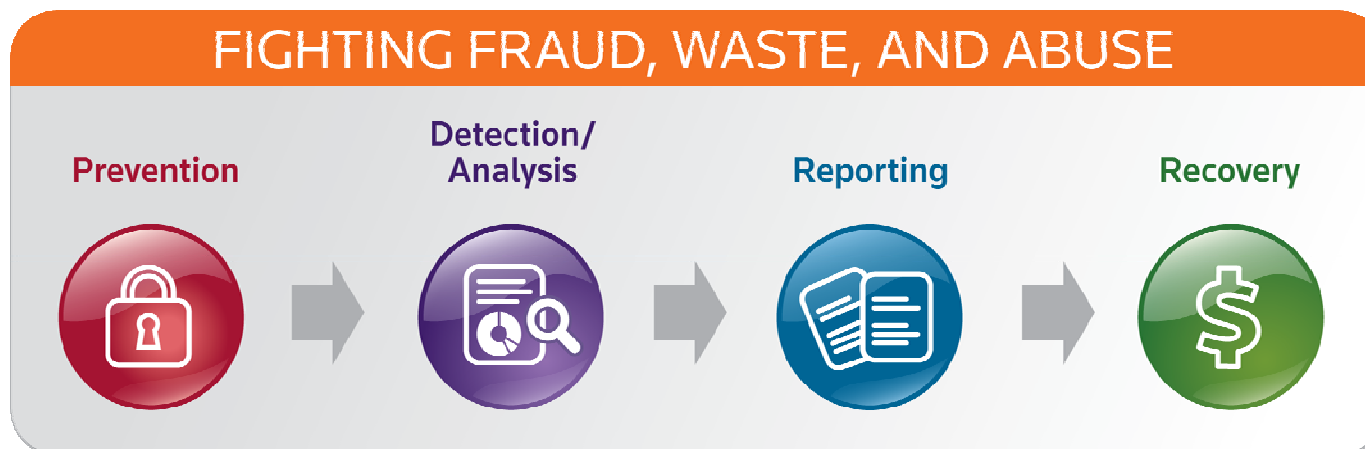 FIGHTING FRAUD, WASTE, AND ABUSE
Prevention
Detection/
Analysis
Reporting
Recovery
$